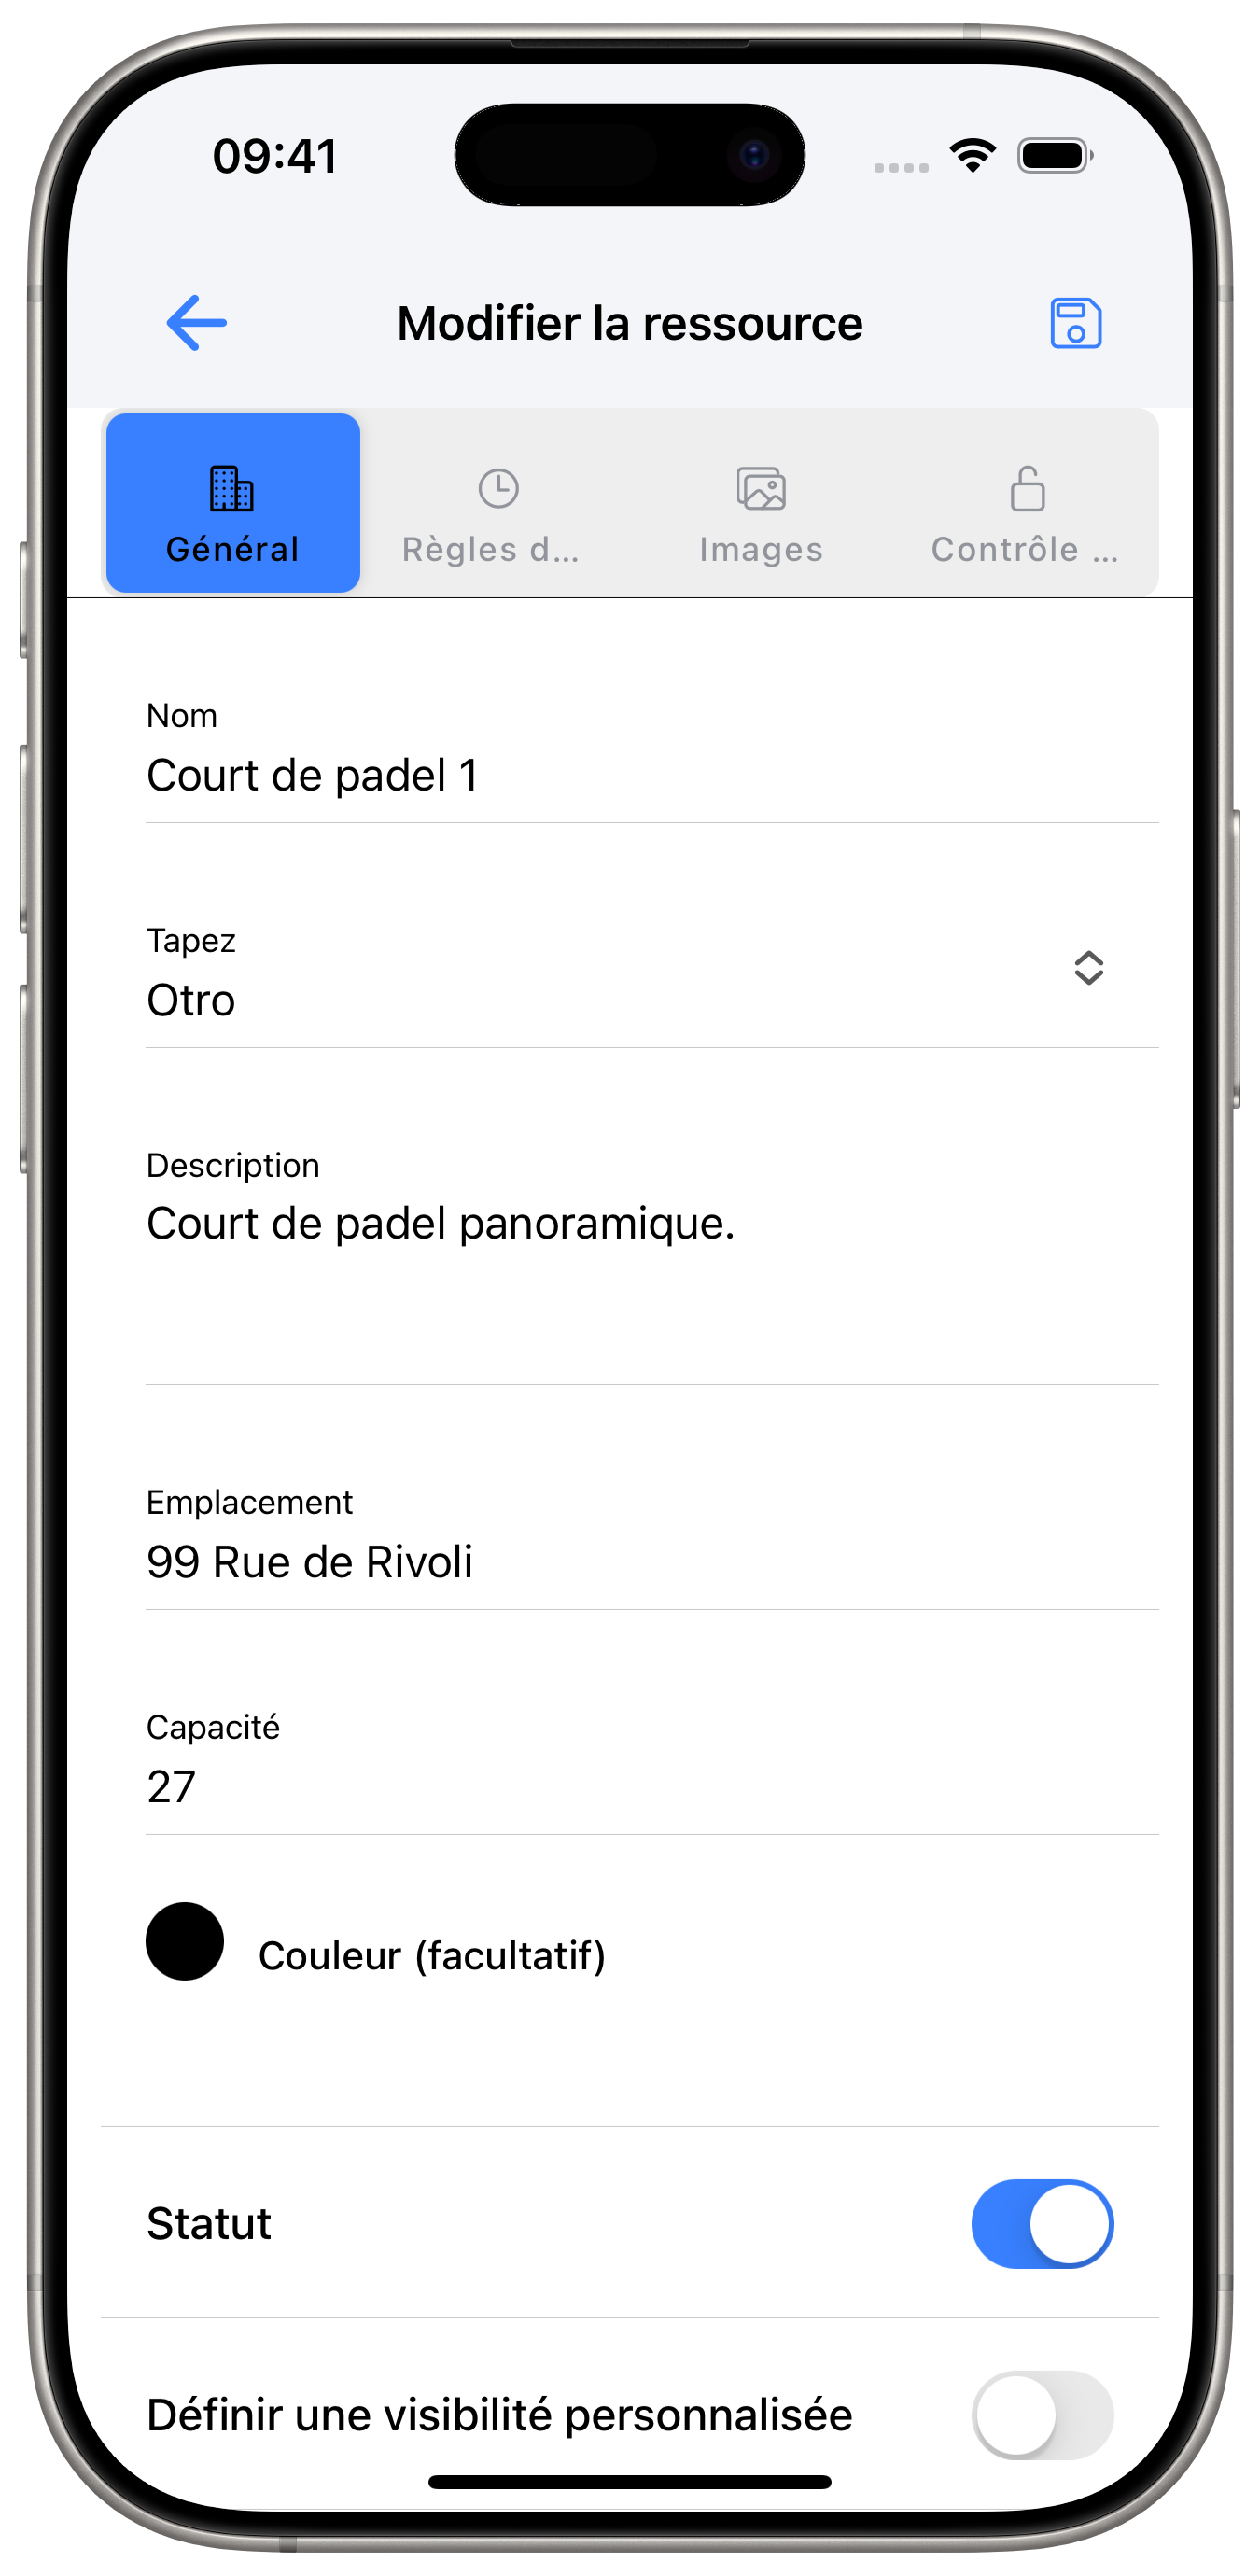 09:41
Modifier la ressource
Général
Règles d...
Images
Contrôle ...
Nom
Court de padel 1
Tapez
Otro
Description
Court de padel panoramique.
Emplacement
99 Rue de Rivoli
Capacité
27
Couleur (facultatif)
Statut
Définir une visibilité personnalisée